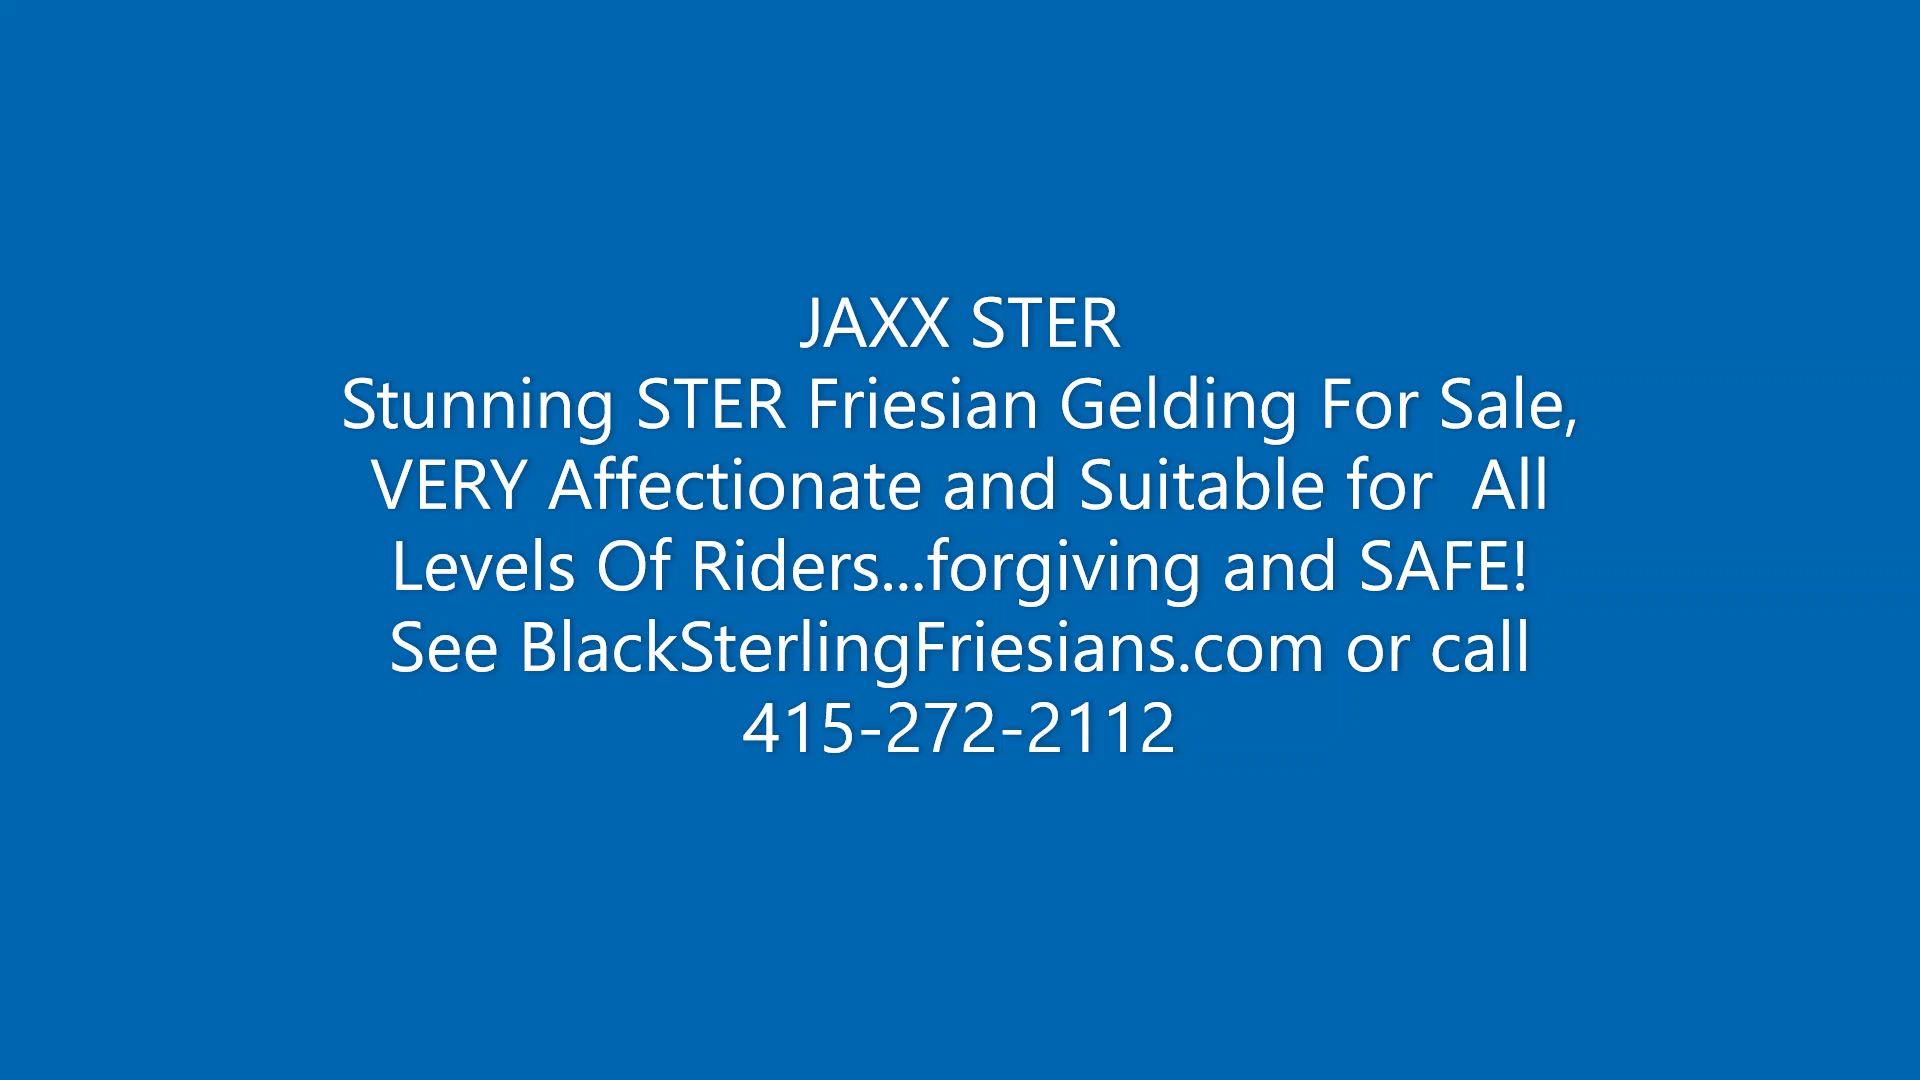 JAXX STER
Stunning STER Friesian Gelding For Sale,
VERY Affectionate and Suitable for  All
Levels Of Riders...forgiving and SAFE!
See BlackSterlingFriesians.com or call
415-272-2112